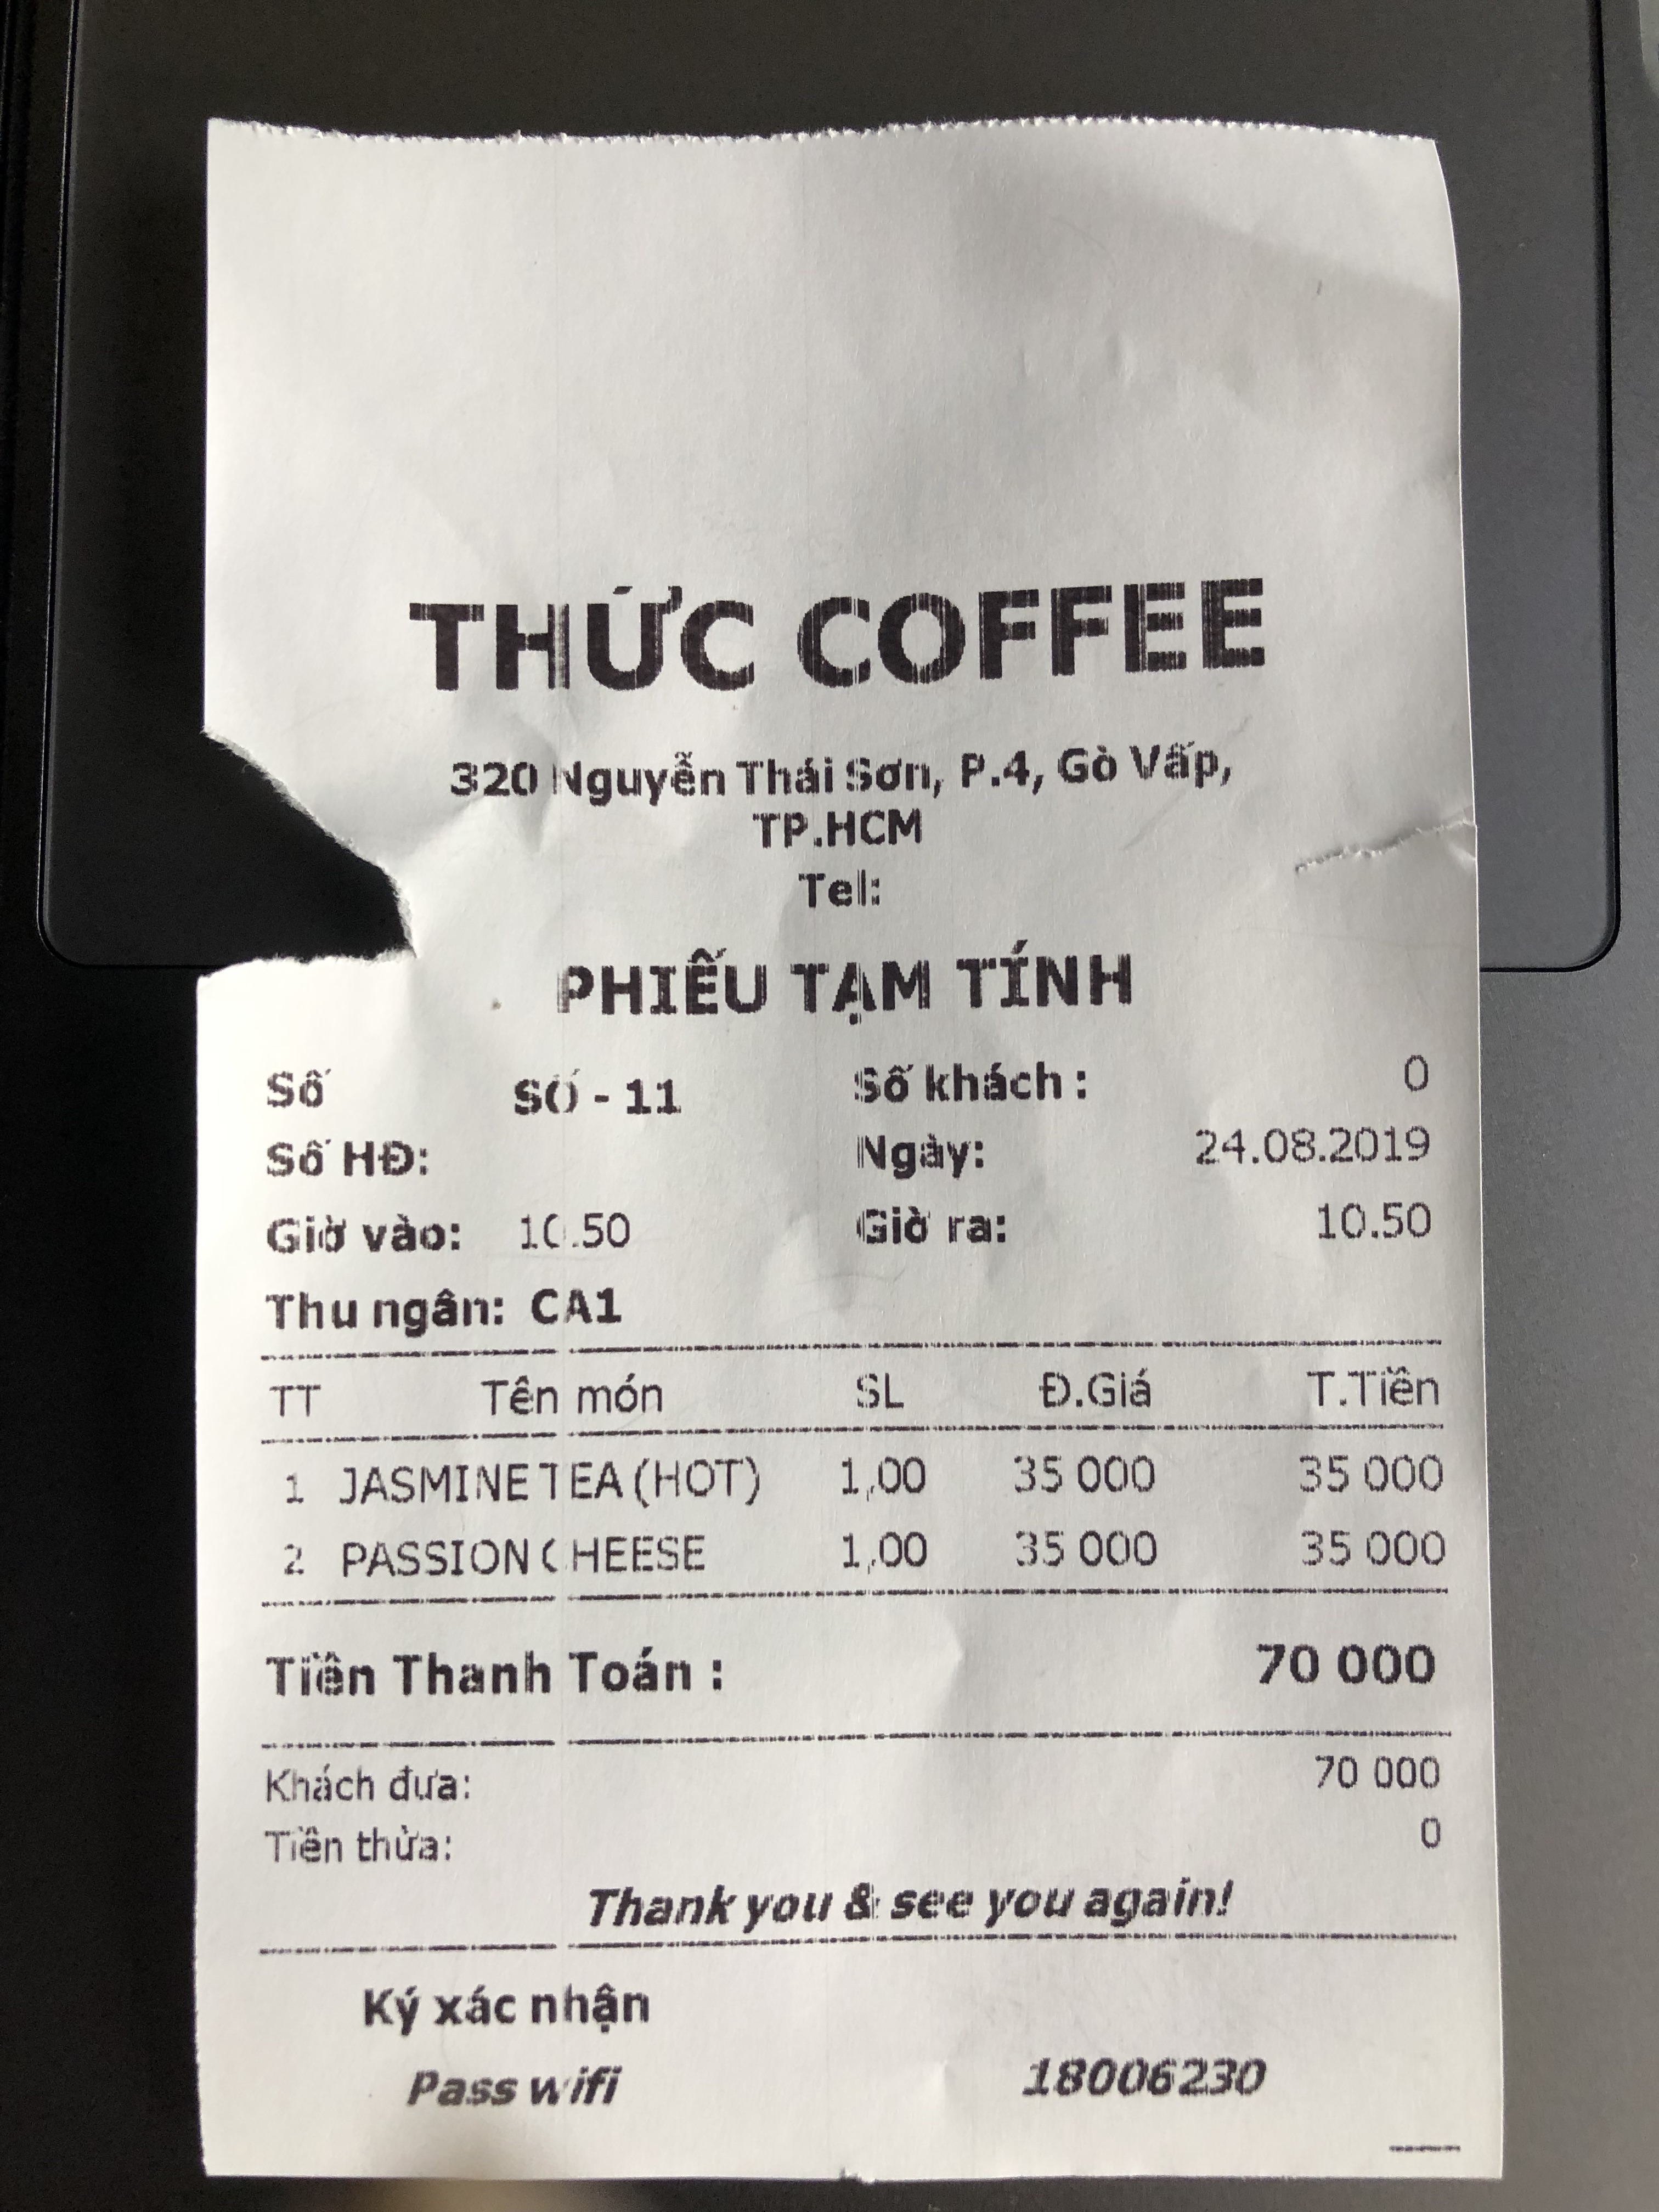 THỨC COFFEE
320 Nguyễn Thái Sơn, P.4, Gò Vấp,
TP.HCM
Tel:
PHIẾU TẠM TÍNH
Số SỐ - 11 Số khách : 0
Số HĐ: Ngày: 24.08.2019
Giờ vào: 10.50 Giờ ra: 10.50
Thu ngân: CA1
TT Tên món SL Đ.Giá T.Tiền
1 JASMINE TEA (HOT) 1,00 35 000 35 000
2 PASSION CHEESE 1,00 35 000 35 000
Tiền Thanh Toán : 70 000
Khách đưa: 70 000
Tiền thừa: 0
Thank you & see you again!
Ký xác nhận
Pass wifi 18006230